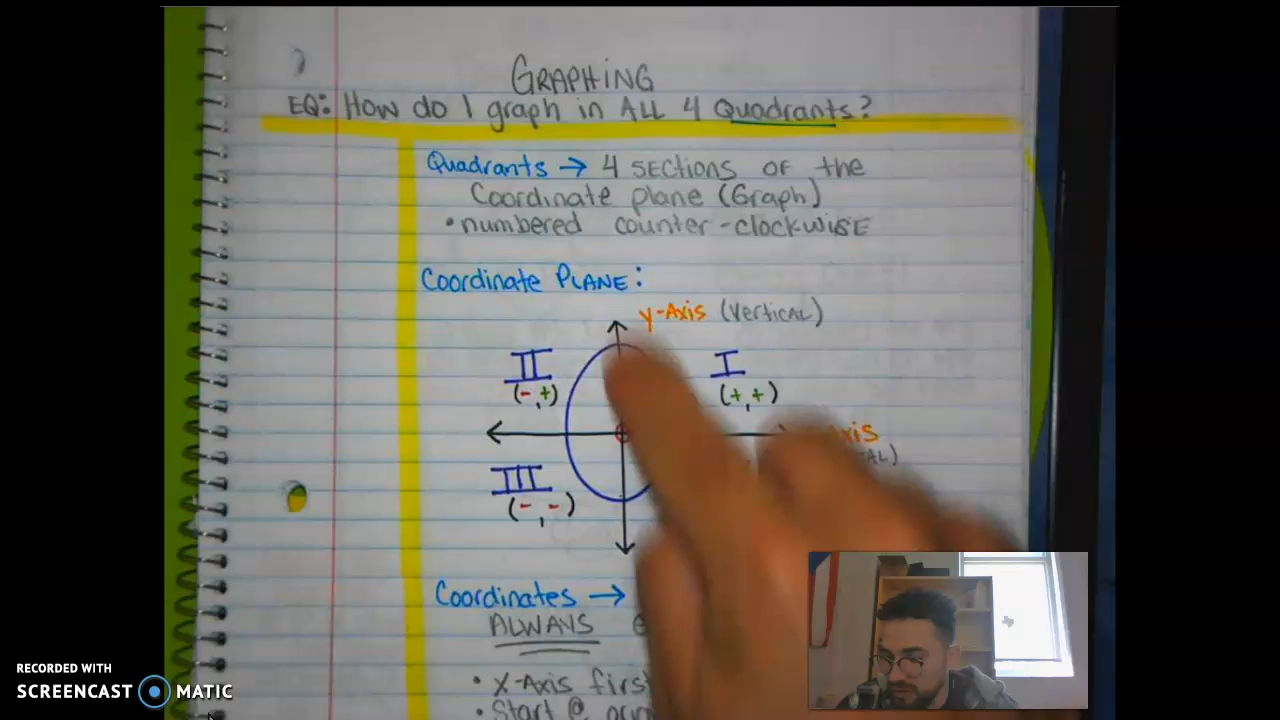 GRAPHING
EQ: How do I graph in ALL 4 Quadrants?
Quadrants → 4 SECTIONS OF the
Coordinate plane (Graph)
• numbered counter-clockwise
Coordinate PLANE:
y-Axis (VertiCAL)
II
(-,+)
I
(+,+)
III
(-,-)
Coordinates →
ALWAYS
• X-Axis first
• Start @
RECORDED WITH
SCREENCAST MATIC